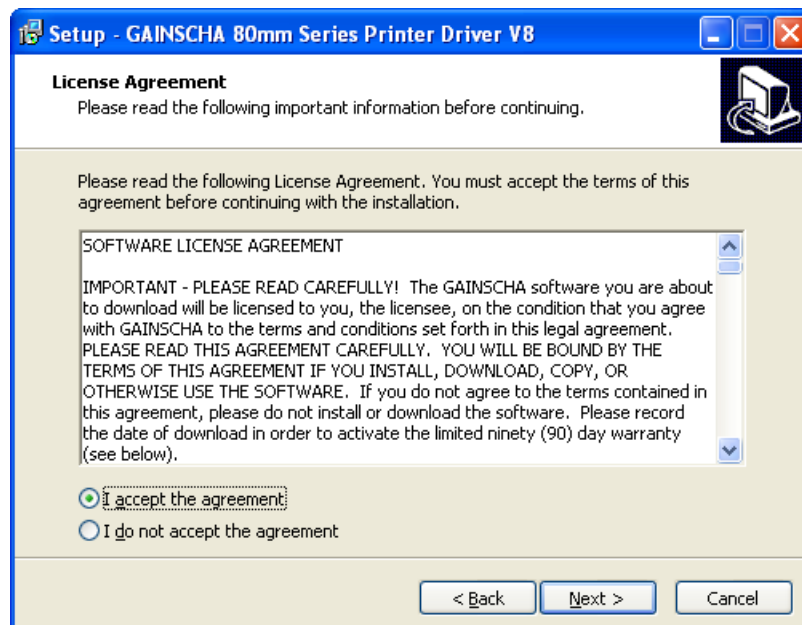 Setup - GAINSCHA 80mm Series Printer Driver V8
License Agreement
Please read the following important information before continuing.
Please read the following License Agreement. You must accept the terms of this
agreement before continuing with the installation.
SOFTWARE LICENSE AGREEMENT
IMPORTANT - PLEASE READ CAREFULLY!  The GAINSCHA software you are about
to download will be licensed to you, the licensee, on the condition that you agree
with GAINSCHA to the terms and conditions set forth in this legal agreement.
PLEASE READ THIS AGREEMENT CAREFULLY.  YOU WILL BE BOUND BY THE
TERMS OF THIS AGREEMENT IF YOU INSTALL, DOWNLOAD, COPY, OR
OTHERWISE USE THE SOFTWARE.  If you do not agree to the terms contained in
this agreement, please do not install or download the software.  Please record
the date of download in order to activate the limited ninety (90) day warranty
(see below).
I accept the agreement
I do not accept the agreement
< Back
Next >
Cancel